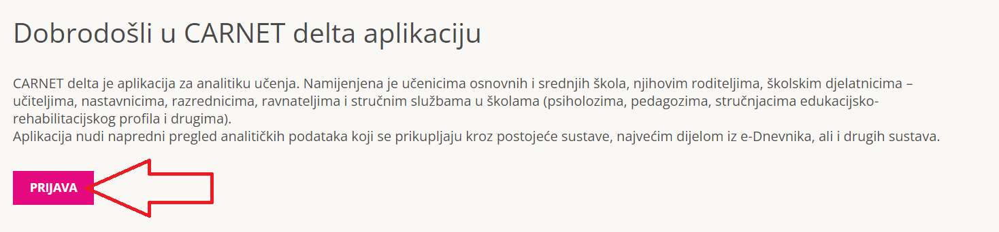 Dobrodošli u CARNET delta aplikaciju
CARNET delta je aplikacija za analitiku učenja. Namijenjena je učenicima osnovnih i srednjih škola, njihovim roditeljima, školskim djelatnicima –
učiteljima, nastavnicima, razrednicima, ravnateljima i stručnim službama u školama (psiholozima, pedagozima, stručnjacima edukacijsko-
rehabilitacijskog profila i drugima).
Aplikacija nudi napredni pregled analitičkih podataka koji se prikupljaju kroz postojeće sustave, najvećim dijelom iz e-Dnevnika, ali i drugih sustava.
PRIJAVA